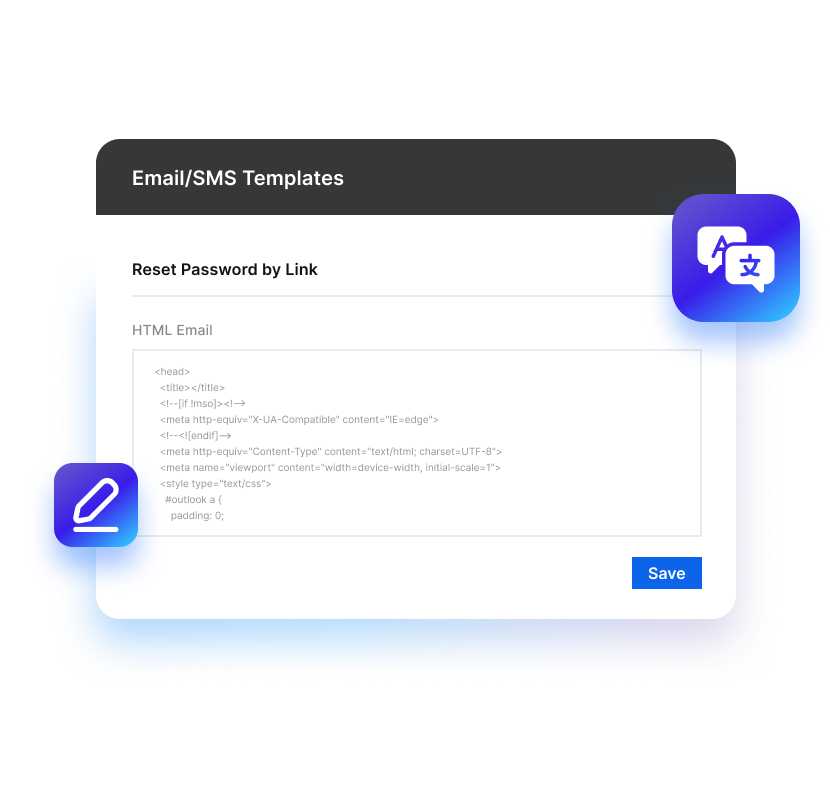 Email/SMS Templates
A
文
Reset Password by Link
HTML Email
<head>
<title></title>
<!--[if !mso]><!-->
<meta http-equiv="X-UA-Compatible" content="IE=edge">
<!--<![endif]-->
<meta http-equiv="Content-Type" content="text/html; charset=UTF-8">
<meta name="viewport" content="width=device-width, initial-scale=1">
<style type="text/css">
#outlook a {
padding: 0;
Save